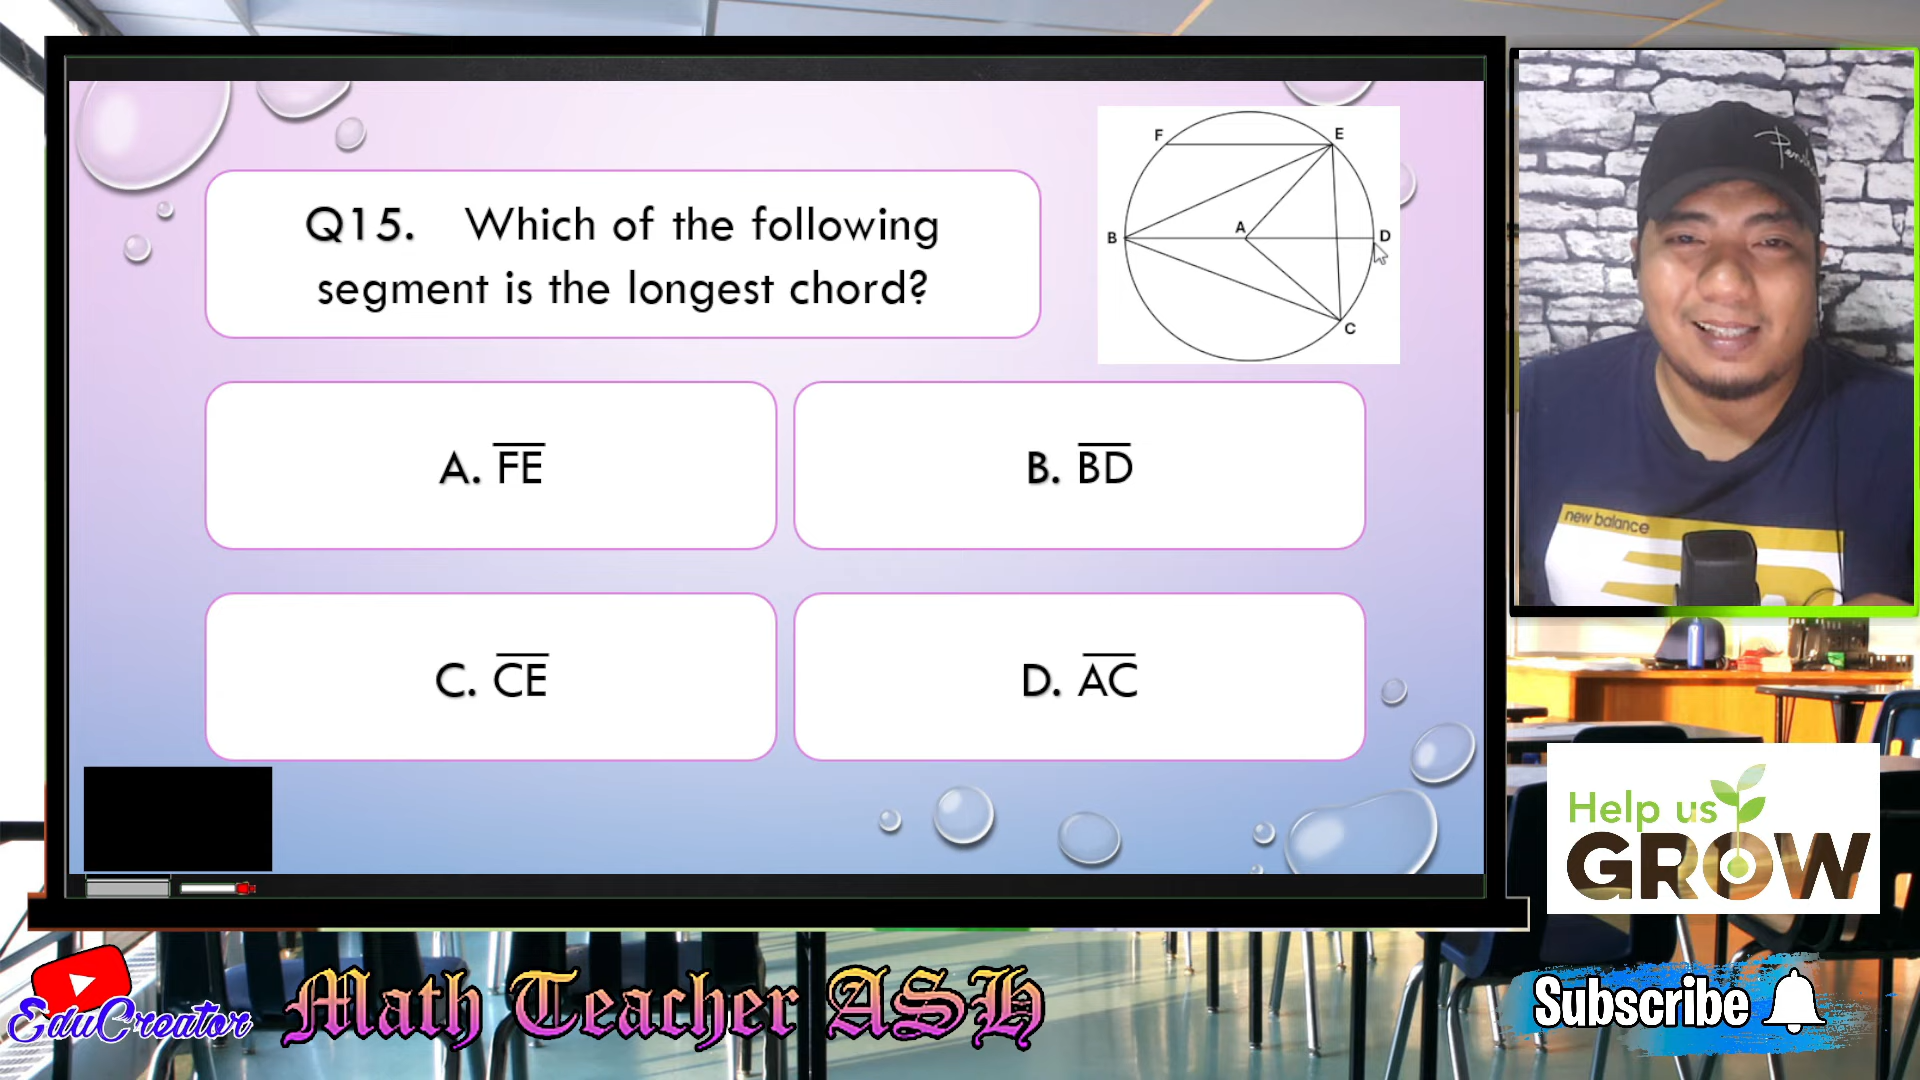 Q15. Which of the following
segment is the longest chord?
F
E
B
A
D
C
A. FE
B. BD
C. CE
D. AC
new balance
Help us
GROW
EduCreator
Math Teacher ASH
Subscribe